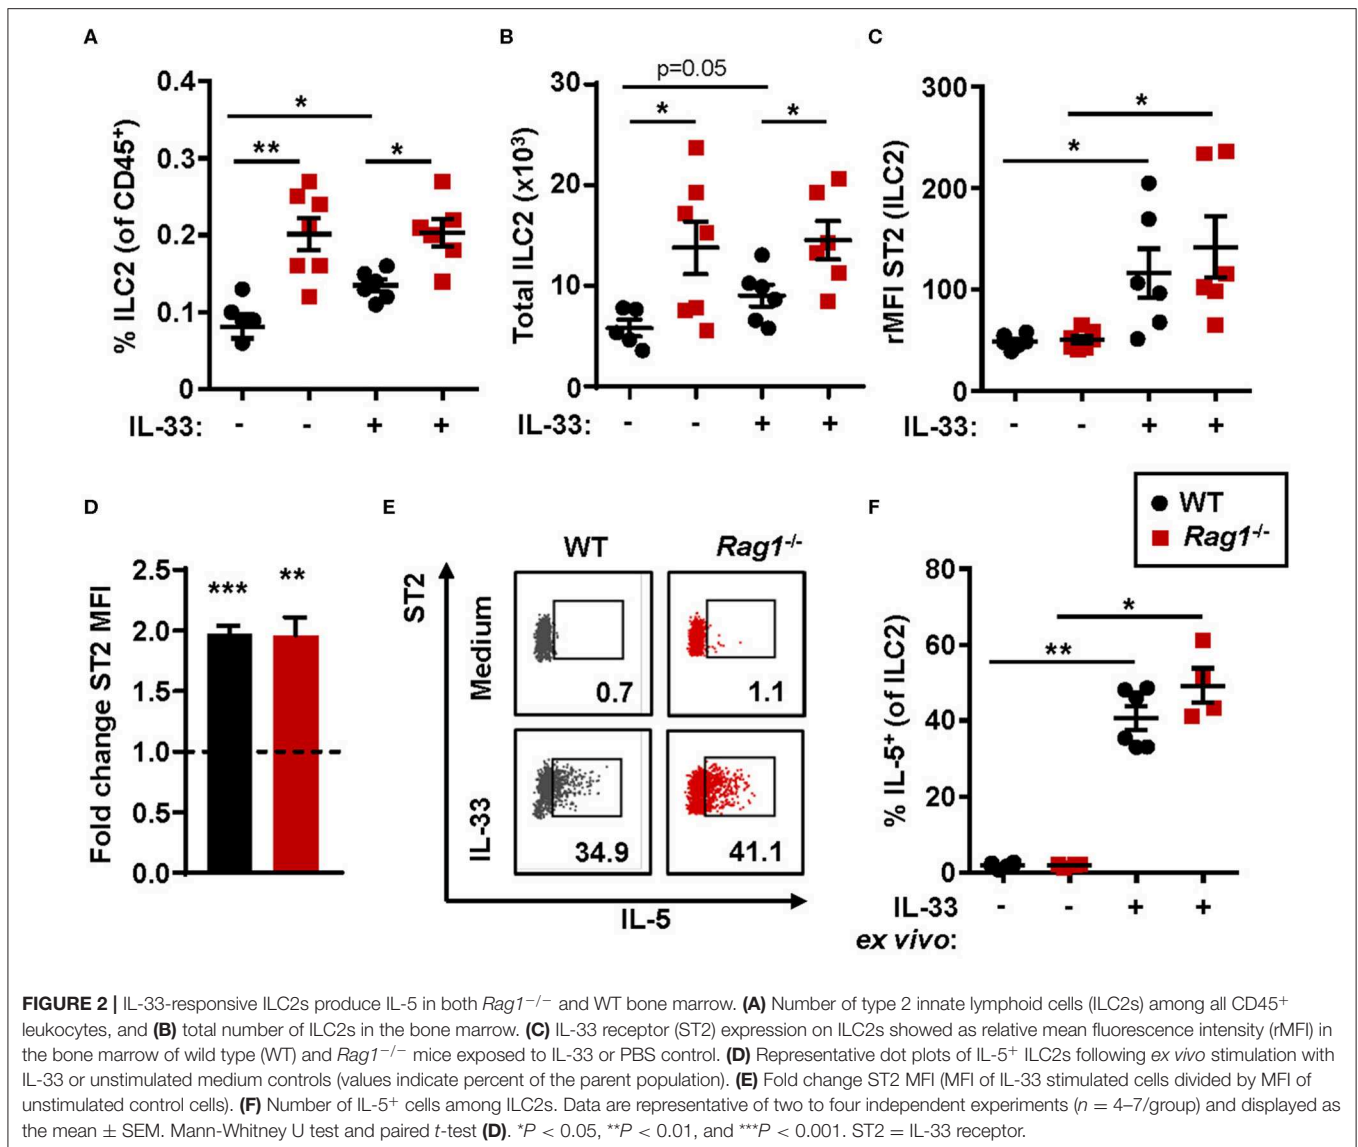 A
% ILC2 (of CD45⁺)
0.4
0.3
0.2
0.1
0
*
**
*
IL-33: - - + +
B
Total ILC2 (x10³)
30
20
10
0
p=0.05
*
*
IL-33: - - + +
C
rMFI ST2 (ILC2)
300
200
100
0
*
*
IL-33: - - + +
D
Fold change ST2 MFI
2.5
2.0
1.5
1.0
0.5
0.0
***
**
E
ST2
WT Rag1⁻/⁻
Medium
0.7 1.1
IL-33
34.9 41.1
IL-5
F
WT
Rag1⁻/⁻
% IL-5⁺ (of ILC2)
80
60
40
20
0
*
**
IL-33 - - + +
ex vivo:
FIGURE 2 | IL-33-responsive ILC2s produce IL-5 in both Rag1⁻/⁻ and WT bone marrow. (A) Number of type 2 innate lymphoid cells (ILC2s) among all CD45⁺
leukocytes, and (B) total number of ILC2s in the bone marrow. (C) IL-33 receptor (ST2) expression on ILC2s showed as relative mean fluorescence intensity (rMFI) in
the bone marrow of wild type (WT) and Rag1⁻/⁻ mice exposed to IL-33 or PBS control. (D) Representative dot plots of IL-5⁺ ILC2s following ex vivo stimulation with
IL-33 or unstimulated medium controls (values indicate percent of the parent population). (E) Fold change ST2 MFI (MFI of IL-33 stimulated cells divided by MFI of
unstimulated control cells). (F) Number of IL-5⁺ cells among ILC2s. Data are representative of two to four independent experiments (n = 4–7/group) and displayed as
the mean ± SEM. Mann-Whitney U test and paired t-test (D). *P < 0.05, **P < 0.01, and ***P < 0.001. ST2 = IL-33 receptor.